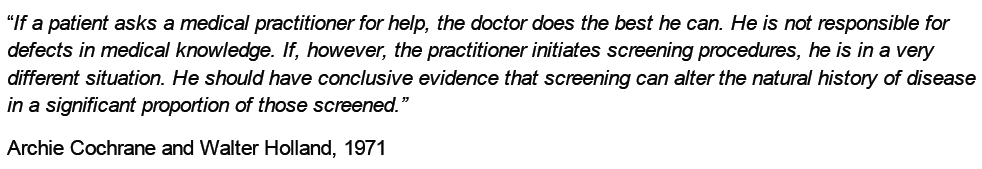 “If a patient asks a medical practitioner for help, the doctor does the best he can. He is not responsible for
defects in medical knowledge. If, however, the practitioner initiates screening procedures, he is in a very
different situation. He should have conclusive evidence that screening can alter the natural history of disease
in a significant proportion of those screened.”
Archie Cochrane and Walter Holland, 1971